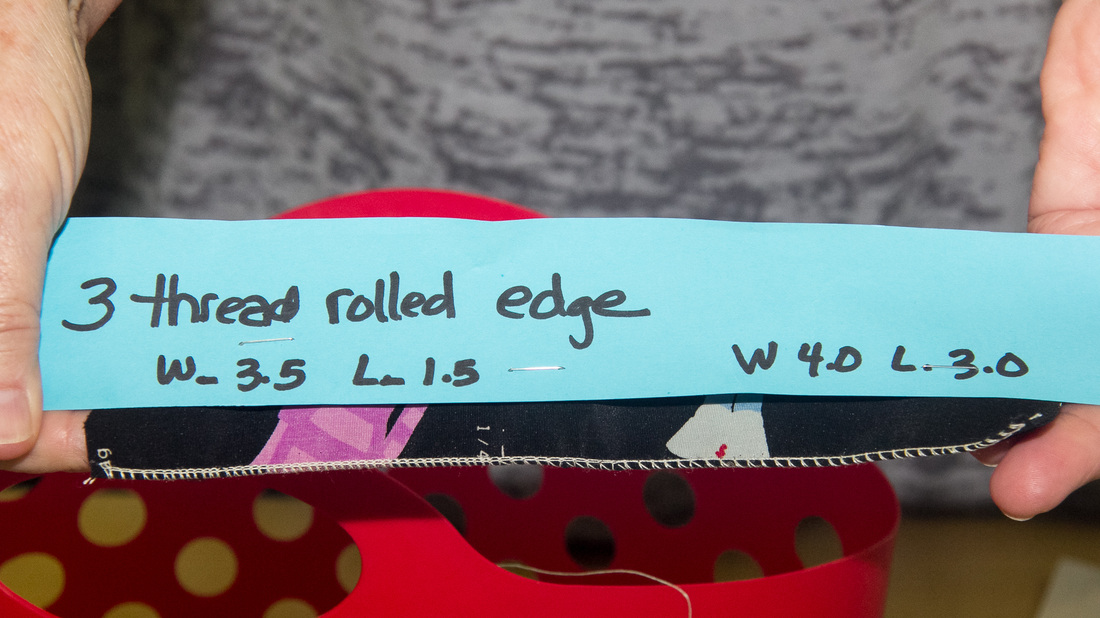 3 thread rolled edge
W- 3.5 L- 1.5 W 4.0 L- 3.0